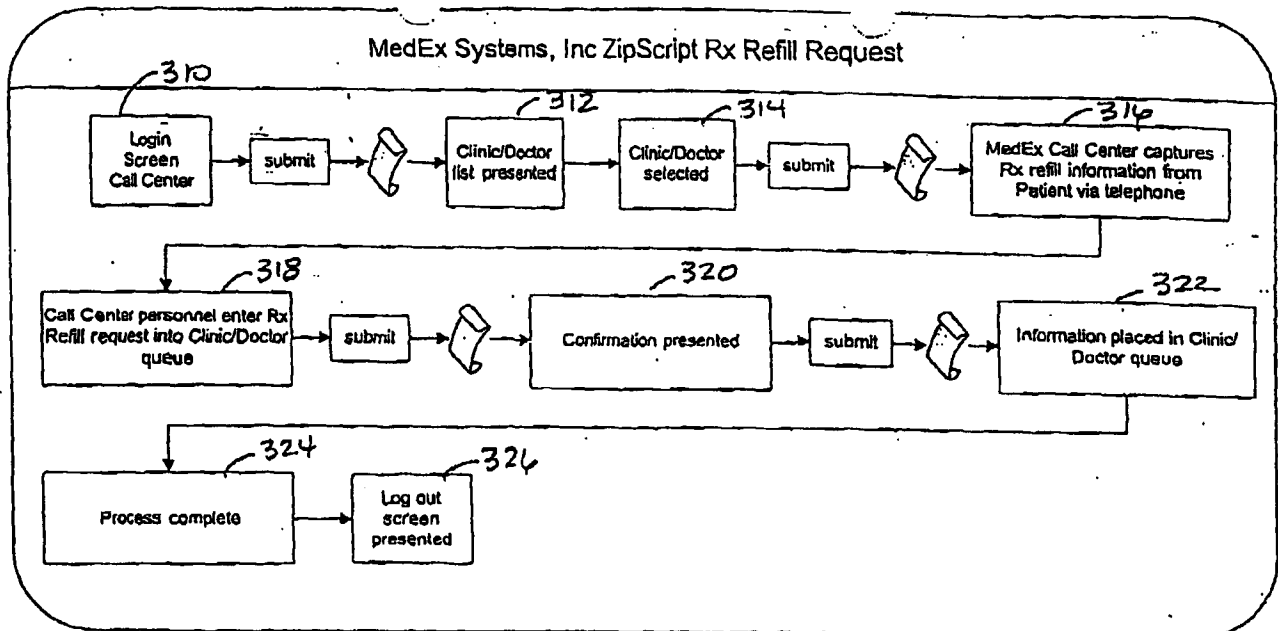 MedEx Systems, Inc ZipScript Rx Refill Request
310
Login
Screen
Call Center
submit
312
Clinic/Doctor
list presented
314
Clinic/Doctor
selected
submit
316
MedEx Call Center captures
Rx refill information from
Patient via telephone
318
Call Center personnel enter Rx
Refill request into Clinic/Doctor
queue
submit
320
Confirmation presented
submit
322
Information placed in Clinic/
Doctor queue
324
Process complete
326
Log out
screen
presented